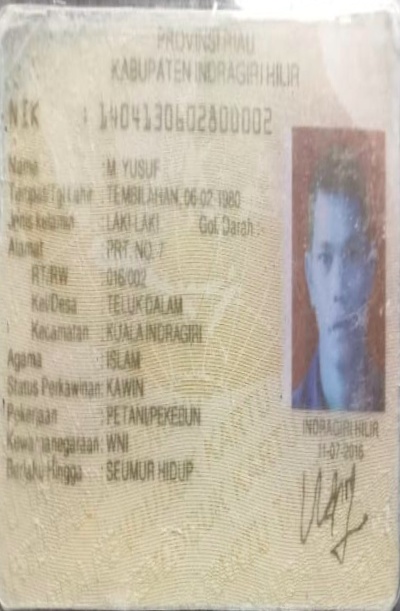 PROVINSI RIAU
KABUPATEN INDRAGIRI HILIR
NIK : 1404130602800002
Nama : M. YUSUF
Tempat/Tgl Lahir : TEMBILAHAN, 06-02-1980
Jenis kelamin : LAKI-LAKI Gol. Darah : -
Alamat : PRT. NO. 7
RT/RW : 016/002
Kel/Desa : TELUK DALAM
Kecamatan : KUALA INDRAGIRI
Agama : ISLAM
Status Perkawinan: KAWIN
Pekerjaan : PETANI/PEKEBUN
Kewarganegaraan: WNI
Berlaku Hingga : SEUMUR HIDUP
INDRAGIRI HILIR
11-07-2016